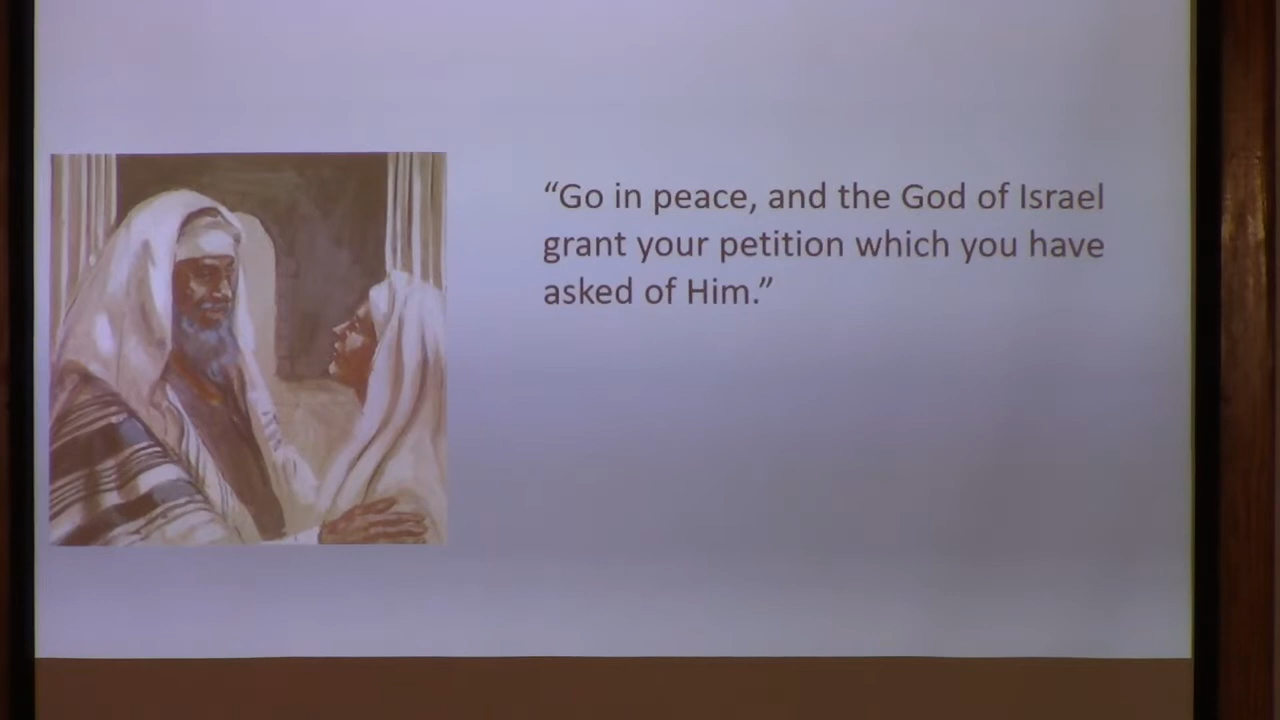 “Go in peace, and the God of Israel
grant your petition which you have
asked of Him.”